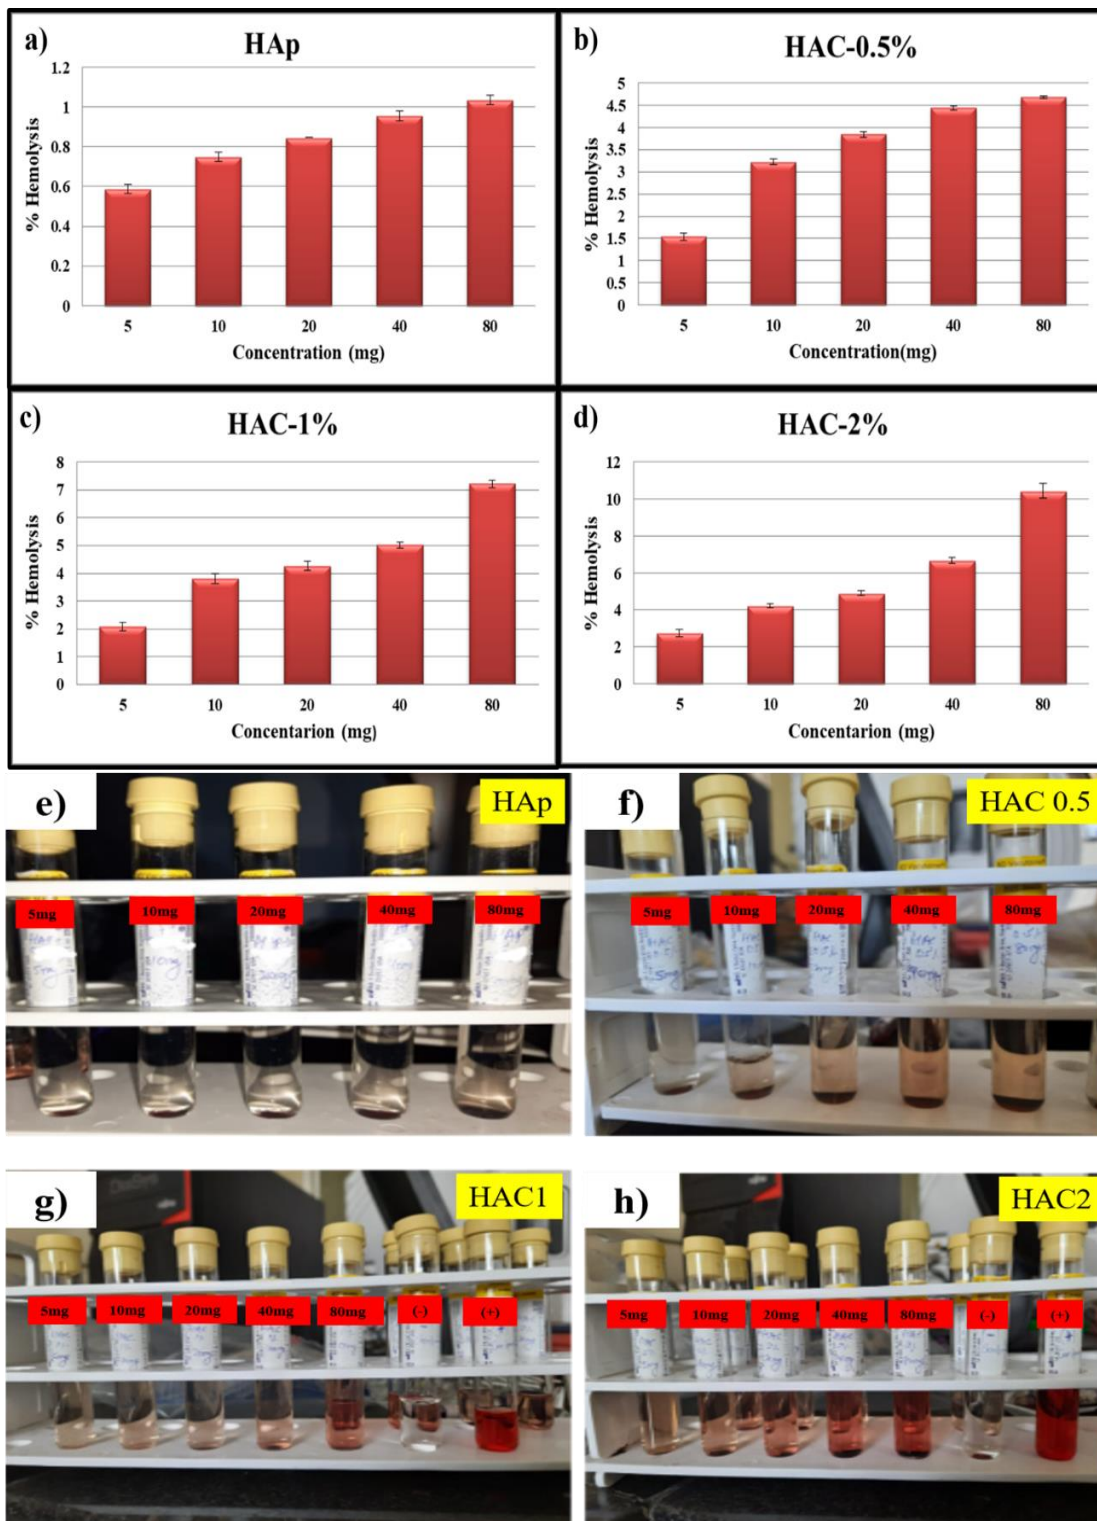 a)
HAp
% Hemolysis
1.2
1
0.8
0.6
0.4
0.2
0
5 10 20 40 80
Concentration (mg)
b)
HAC-0.5%
% Hemolysis
5
4.5
4
3.5
3
2.5
2
1.5
1
0.5
0
5 10 20 40 80
Concentration(mg)
c)
HAC-1%
% Hemolysis
8
7
6
5
4
3
2
1
0
5 10 20 40 80
Concentarion (mg)
d)
HAC-2%
% Hemolysis
12
10
8
6
4
2
0
5 10 20 40 80
Concentarion (mg)
e)
HAp
5mg 10mg 20mg 40mg 80mg
f)
HAC 0.5
5mg 10mg 20mg 40mg 80mg
g)
HAC1
5mg 10mg 20mg 40mg 80mg (-) (+)
h)
HAC2
5mg 10mg 20mg 40mg 80mg (-) (+)